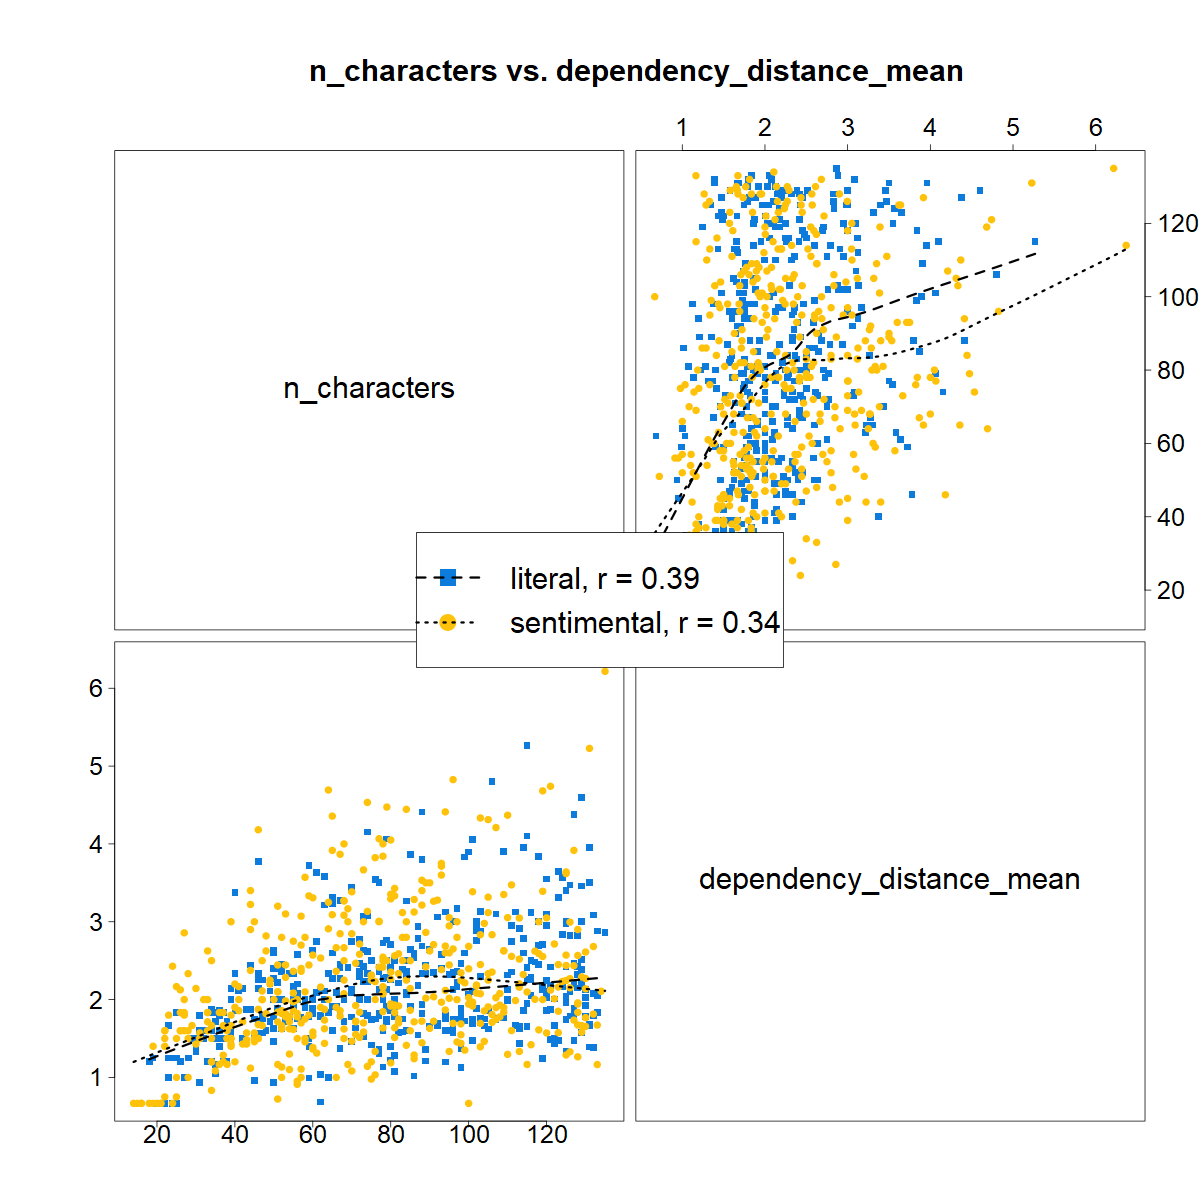 n_characters vs. dependency_distance_mean
1 2 3 4 5 6
n_characters
120
100
80
60
40
20
literal, r = 0.39
sentimental, r = 0.34
6
5
4
3
2
1
dependency_distance_mean
20 40 60 80 100 120